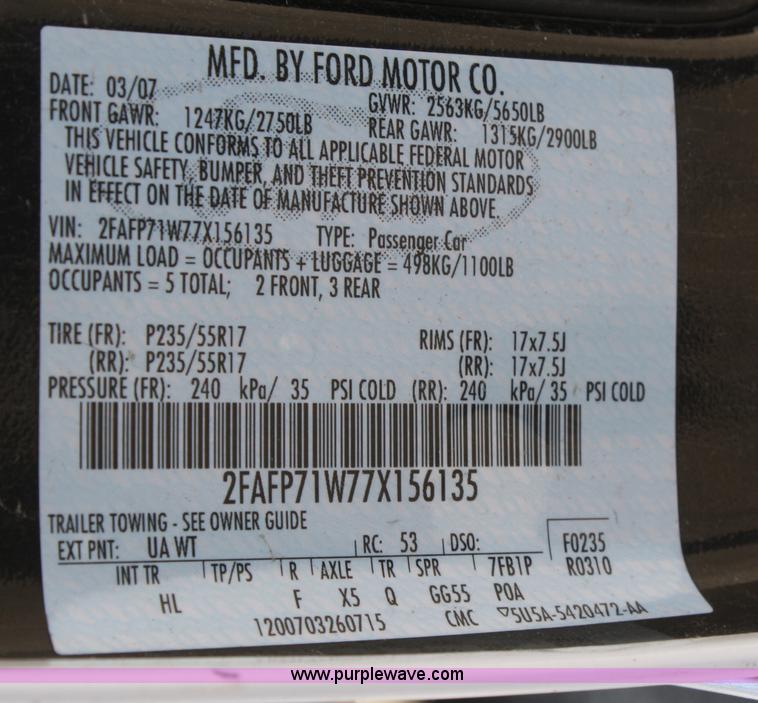 MFD. BY FORD MOTOR CO.
DATE: 03/07 GVWR: 2563KG/5650LB
FRONT GAWR: 1247KG/2750LB REAR GAWR: 1315KG/2900LB
THIS VEHICLE CONFORMS TO ALL APPLICABLE FEDERAL MOTOR
VEHICLE SAFETY, BUMPER, AND THEFT PREVENTION STANDARDS
IN EFFECT ON THE DATE OF MANUFACTURE SHOWN ABOVE.
VIN: 2FAFP71W77X156135 TYPE: Passenger Car
MAXIMUM LOAD = OCCUPANTS + LUGGAGE = 498KG/1100LB
OCCUPANTS = 5 TOTAL; 2 FRONT, 3 REAR
TIRE (FR): P235/55R17 RIMS (FR): 17x7.5J
(RR): P235/55R17 (RR): 17x7.5J
PRESSURE (FR): 240 kPa/ 35 PSI COLD (RR): 240 kPa/ 35 PSI COLD
2FAFP71W77X156135
TRAILER TOWING - SEE OWNER GUIDE
EXT PNT: UA WT RC: 53 DSO: F0235
INT TR TP/PS R AXLE TR SPR 7FB1P R0310
HL F X5 Q GG55 POA
1200703260715 CMC ▽5U5A-5420472-AA
www.purplewave.com